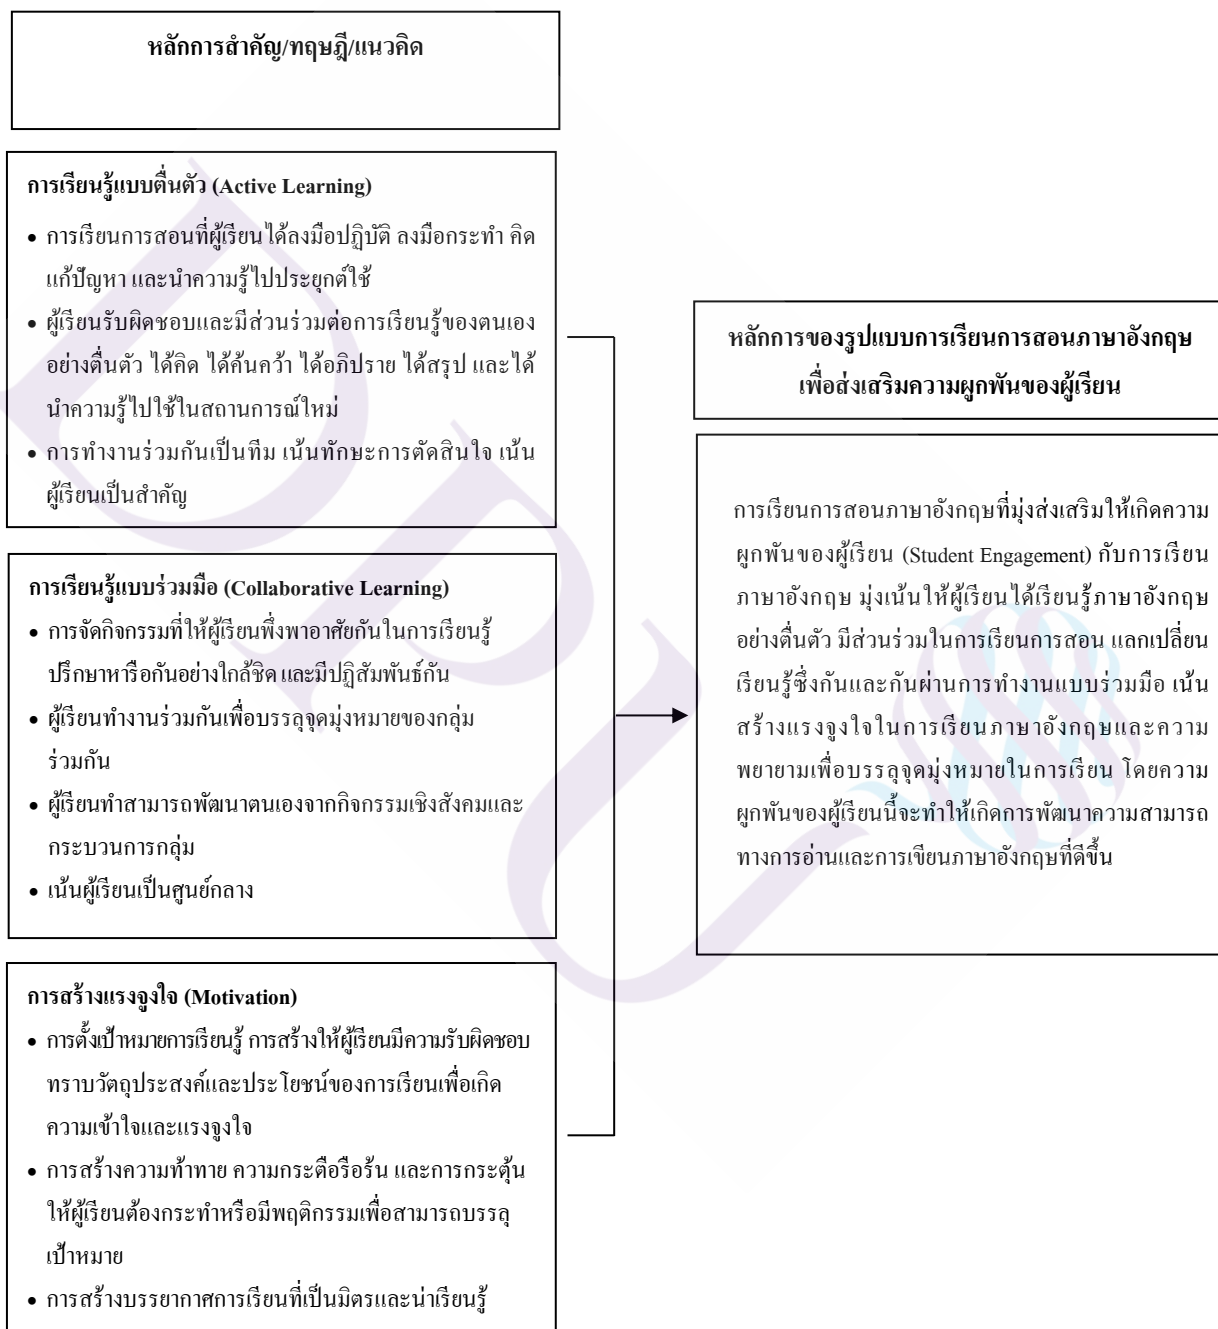 หลักการสำคัญ/ทฤษฎี/แนวคิด
การเรียนรู้แบบตื่นตัว (Active Learning)
• การเรียนการสอนที่ผู้เรียนได้ลงมือปฏิบัติ ลงมือกระทำ คิด
แก้ปัญหา และนำความรู้ไปประยุกต์ใช้
• ผู้เรียนรับผิดชอบและมีส่วนร่วมต่อการเรียนรู้ของตนเอง
อย่างตื่นตัว ได้คิด ได้ค้นคว้า ได้อภิปราย ได้สรุป และได้
นำความรู้ไปใช้ในสถานการณ์ใหม่
• การทำงานร่วมกันเป็นทีม เน้นทักษะการตัดสินใจ เน้น
ผู้เรียนเป็นสำคัญ
การเรียนรู้แบบร่วมมือ (Collaborative Learning)
• การจัดกิจกรรมที่ให้ผู้เรียนพึ่งพาอาศัยกันในการเรียนรู้
ปรึกษาหารือกันอย่างใกล้ชิด และมีปฏิสัมพันธ์กัน
• ผู้เรียนทำงานร่วมกันเพื่อบรรลุจุดมุ่งหมายของกลุ่ม
ร่วมกัน
• ผู้เรียนทำสามารถพัฒนาตนเองจากกิจกรรมเชิงสังคมและ
กระบวนการกลุ่ม
• เน้นผู้เรียนเป็นศูนย์กลาง
การสร้างแรงจูงใจ (Motivation)
• การตั้งเป้าหมายการเรียนรู้ การสร้างให้ผู้เรียนมีความรับผิดชอบ
ทราบวัตถุประสงค์และประโยชน์ของการเรียนเพื่อเกิด
ความเข้าใจและแรงจูงใจ
• การสร้างความท้าทาย ความกระตือรือร้น และการกระตุ้น
ให้ผู้เรียนต้องกระทำหรือมีพฤติกรรมเพื่อสามารถบรรลุ
เป้าหมาย
• การสร้างบรรยากาศการเรียนที่เป็นมิตรและน่าเรียนรู้
หลักการของรูปแบบการเรียนการสอนภาษาอังกฤษ
เพื่อส่งเสริมความผูกพันของผู้เรียน
การเรียนการสอนภาษาอังกฤษที่มุ่งส่งเสริมให้เกิดความ
ผูกพันของผู้เรียน (Student Engagement) กับการเรียน
ภาษาอังกฤษ มุ่งเน้นให้ผู้เรียนได้เรียนรู้ภาษาอังกฤษ
อย่างตื่นตัว มีส่วนร่วมในการเรียนการสอน แลกเปลี่ยน
เรียนรู้ซึ่งกันและกันผ่านการทำงานแบบร่วมมือ เน้น
สร้างแรงจูงใจในการเรียนภาษาอังกฤษและความ
พยายามเพื่อบรรลุจุดมุ่งหมายในการเรียน โดยความ
ผูกพันของผู้เรียนนี้จะทำให้เกิดการพัฒนาความสามารถ
ทางการอ่านและการเขียนภาษาอังกฤษที่ดีขึ้น
DPU